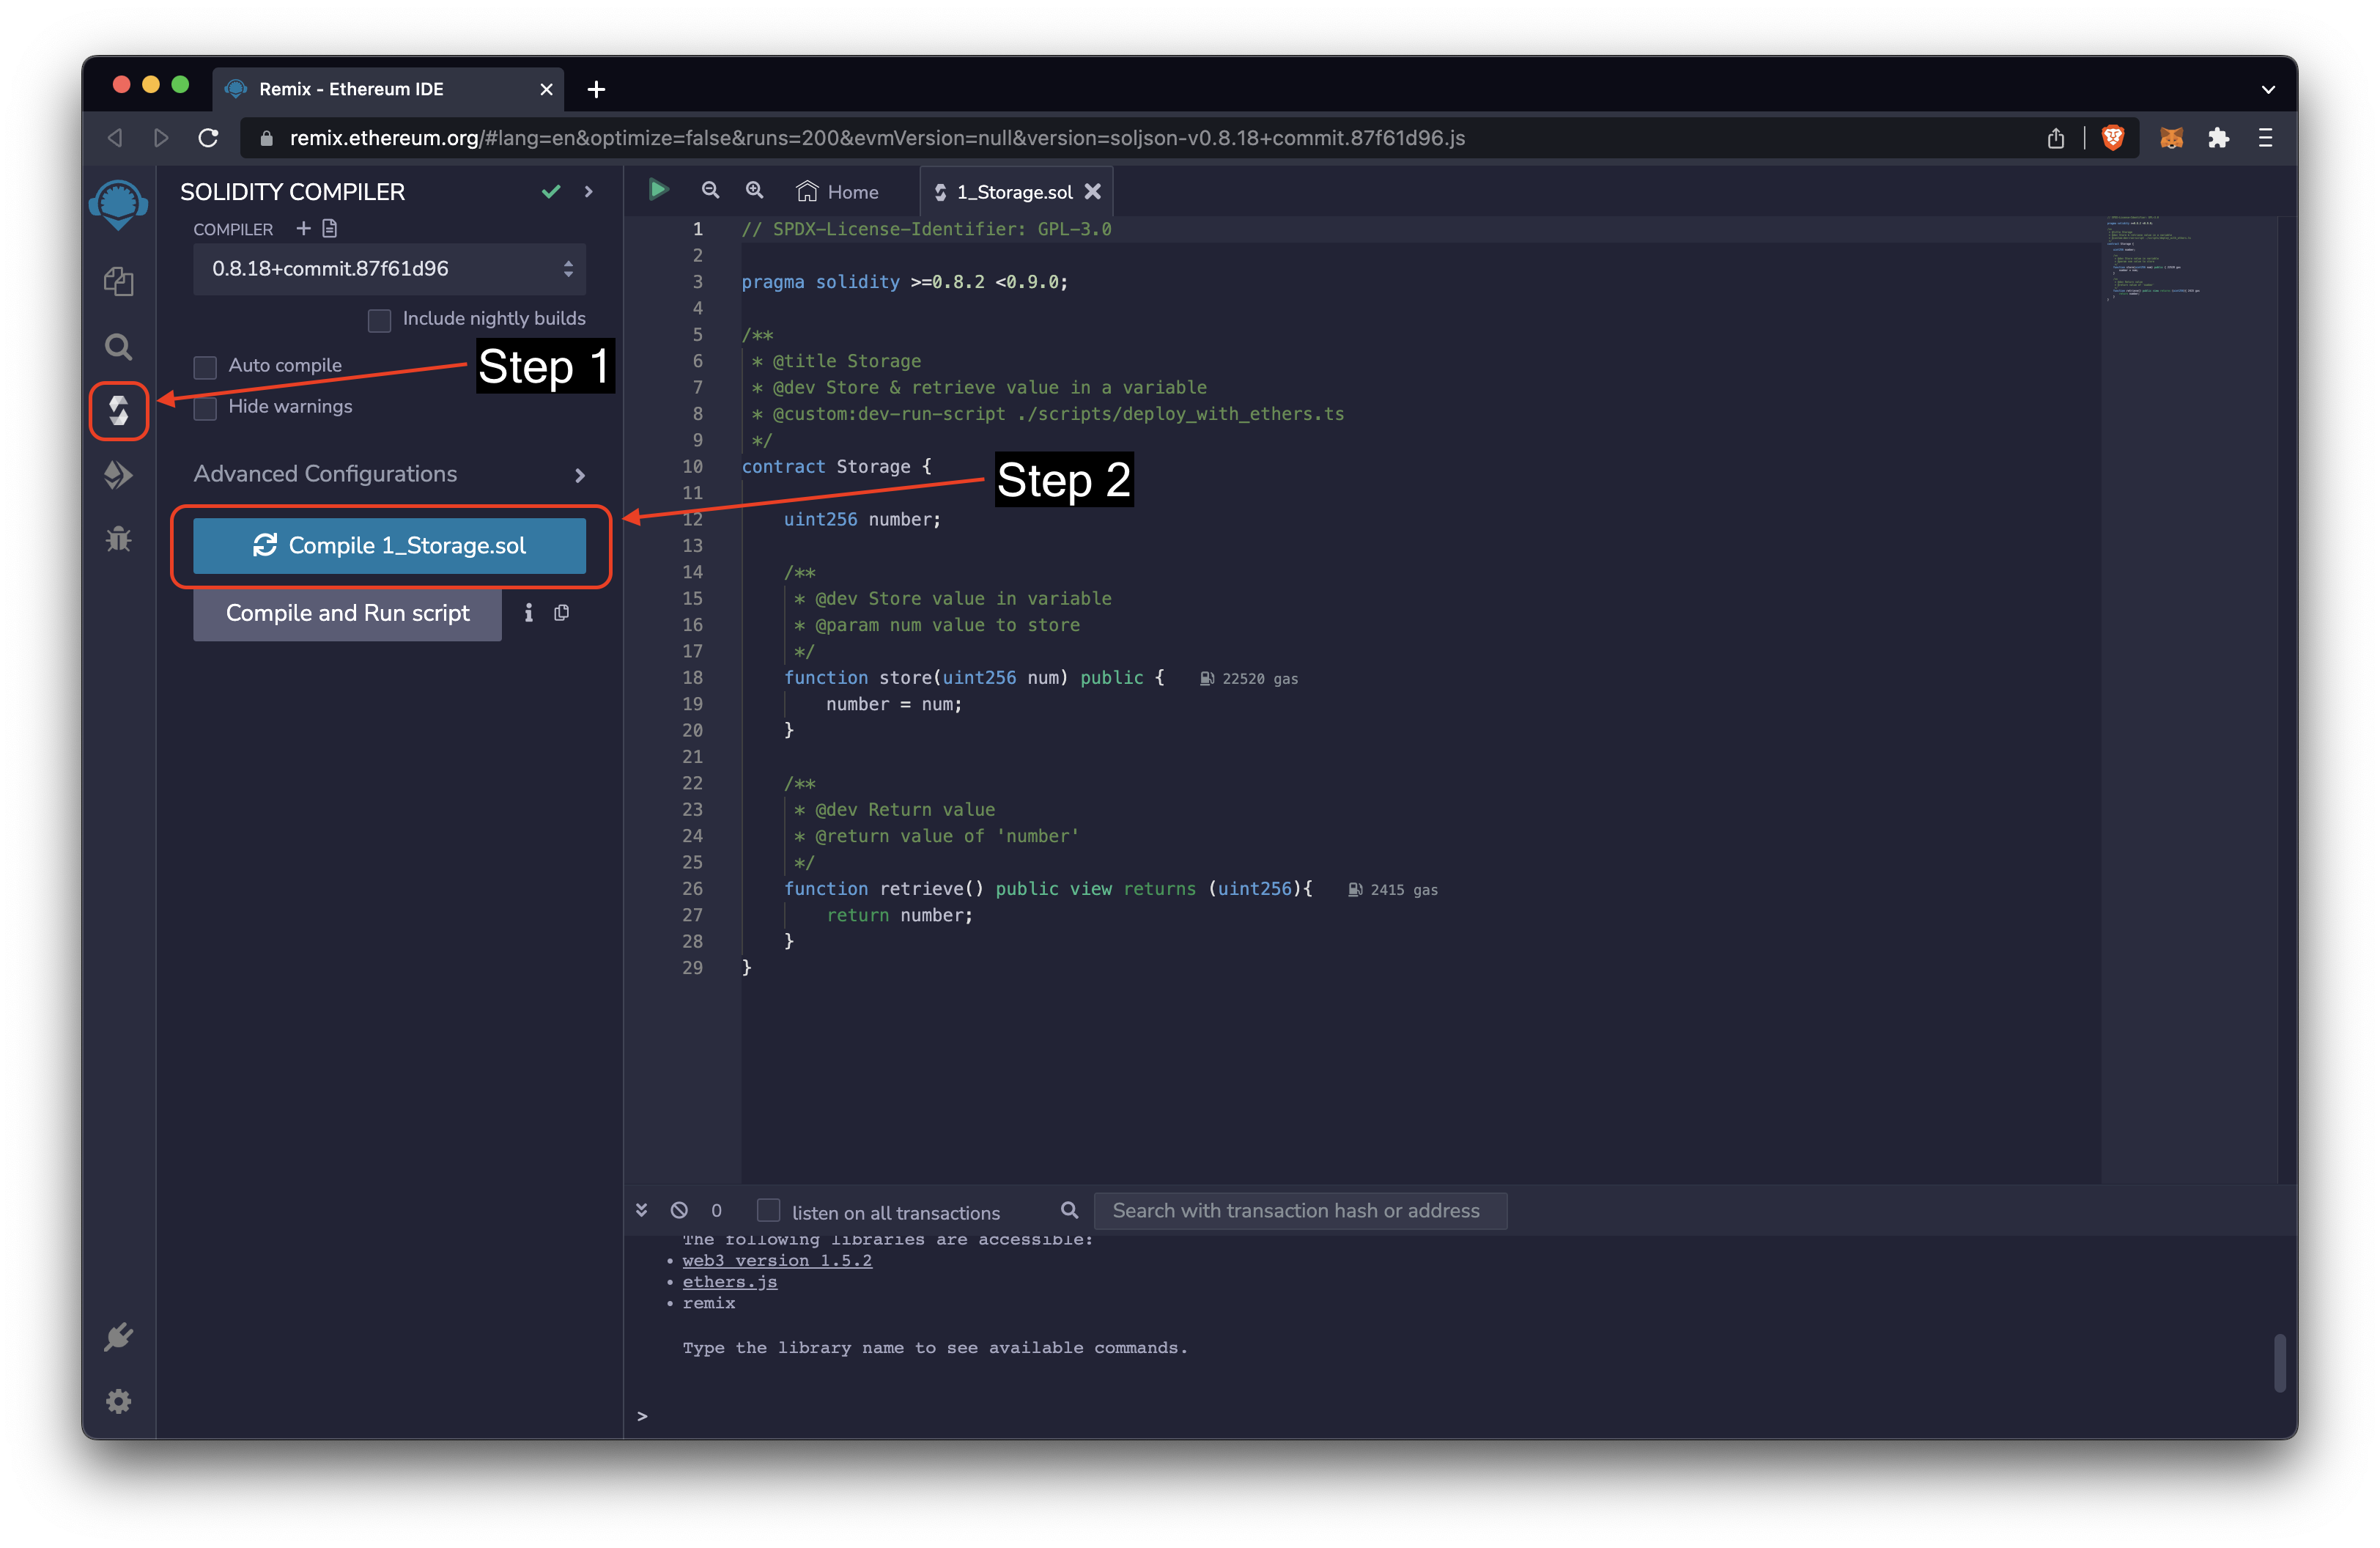 Remix - Ethereum IDE
remix.ethereum.org/#lang=en&optimize=false&runs=200&evmVersion=null&version=soljson-v0.8.18+commit.87f61d96.js
SOLIDITY COMPILER
COMPILER
0.8.18+commit.87f61d96
Include nightly builds
Auto compile
Step 1
Hide warnings
Advanced Configurations
Compile 1_Storage.sol
Compile and Run script
Home
1_Storage.sol
1 // SPDX-License-Identifier: GPL-3.0
2
3 pragma solidity >=0.8.2 <0.9.0;
4
5 /**
6 * @title Storage
7 * @dev Store & retrieve value in a variable
8 * @custom:dev-run-script ./scripts/deploy_with_ethers.ts
9 */
10 contract Storage {
Step 2
11
12 uint256 number;
13
14 /**
15 * @dev Store value in variable
16 * @param num value to store
17 */
18 function store(uint256 num) public { 22520 gas
19 number = num;
20 }
21
22 /**
23 * @dev Return value
24 * @return value of 'number'
25 */
26 function retrieve() public view returns (uint256){ 2415 gas
27 return number;
28 }
29 }
0 listen on all transactions Search with transaction hash or address
The following libraries are accessible:
• web3 version 1.5.2
• ethers.js
• remix
Type the library name to see available commands.
>